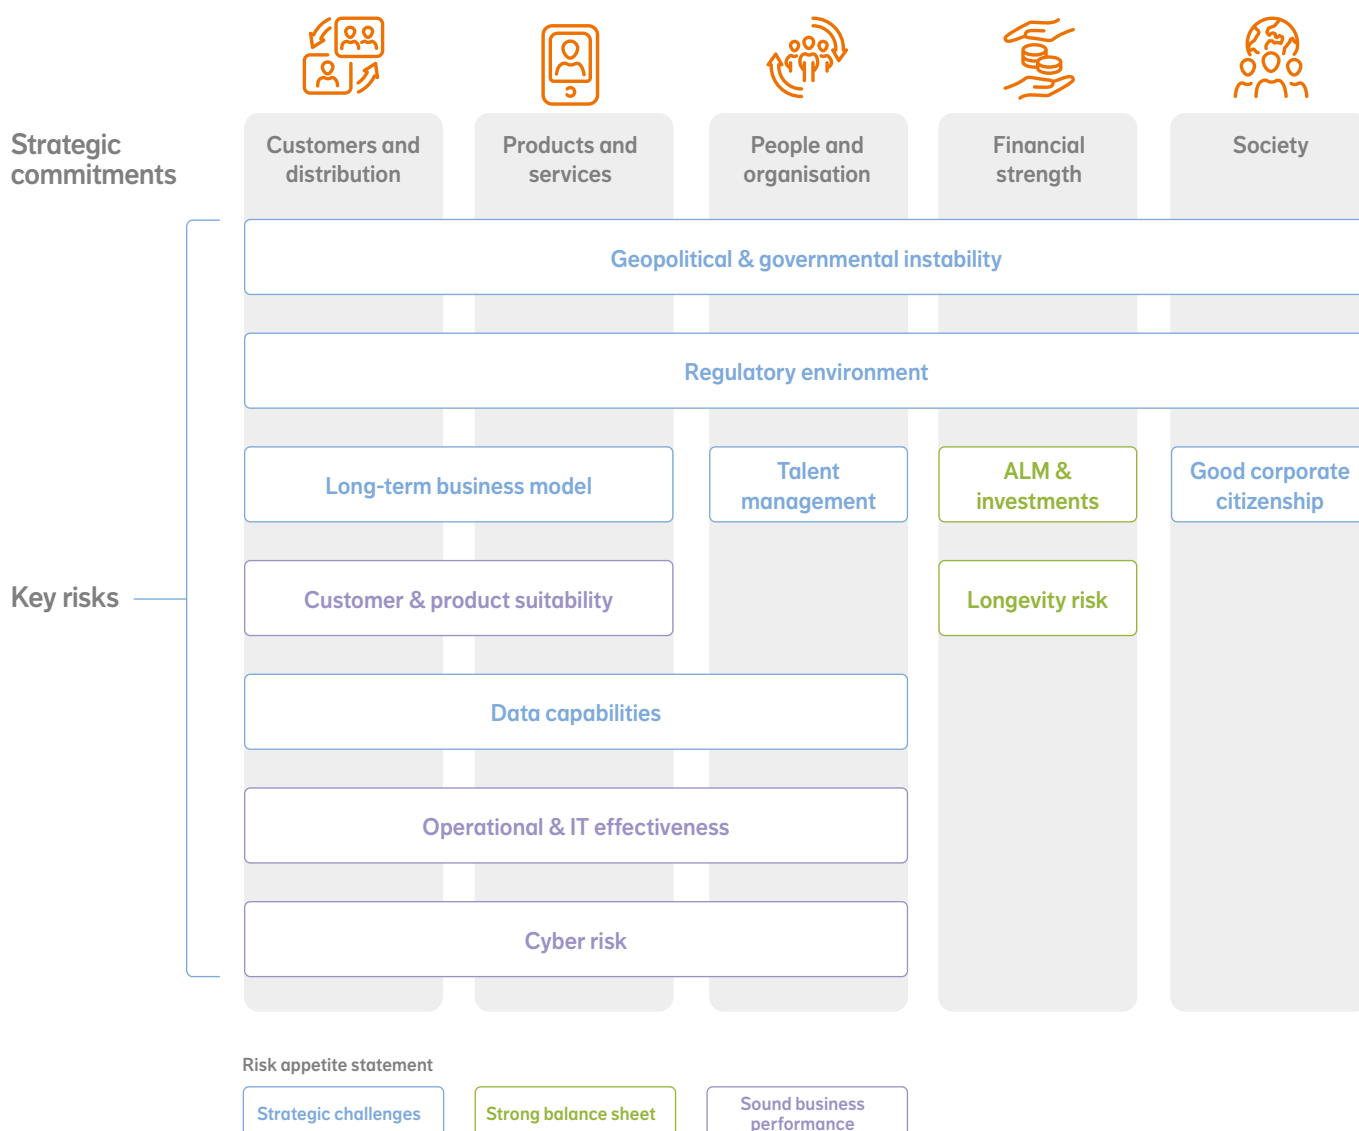 Strategic
commitments
Customers and
distribution
Products and
services
People and
organisation
Financial
strength
Society
Key risks
Geopolitical & governmental instability
Regulatory environment
Long-term business model
Talent
management
ALM &
investments
Good corporate
citizenship
Customer & product suitability
Longevity risk
Data capabilities
Operational & IT effectiveness
Cyber risk
Risk appetite statement
Strategic challenges
Strong balance sheet
Sound business
performance